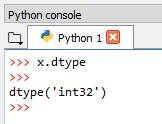 Python console
Python 1
>>> x.dtype
>>>
dtype('int32')
>>>